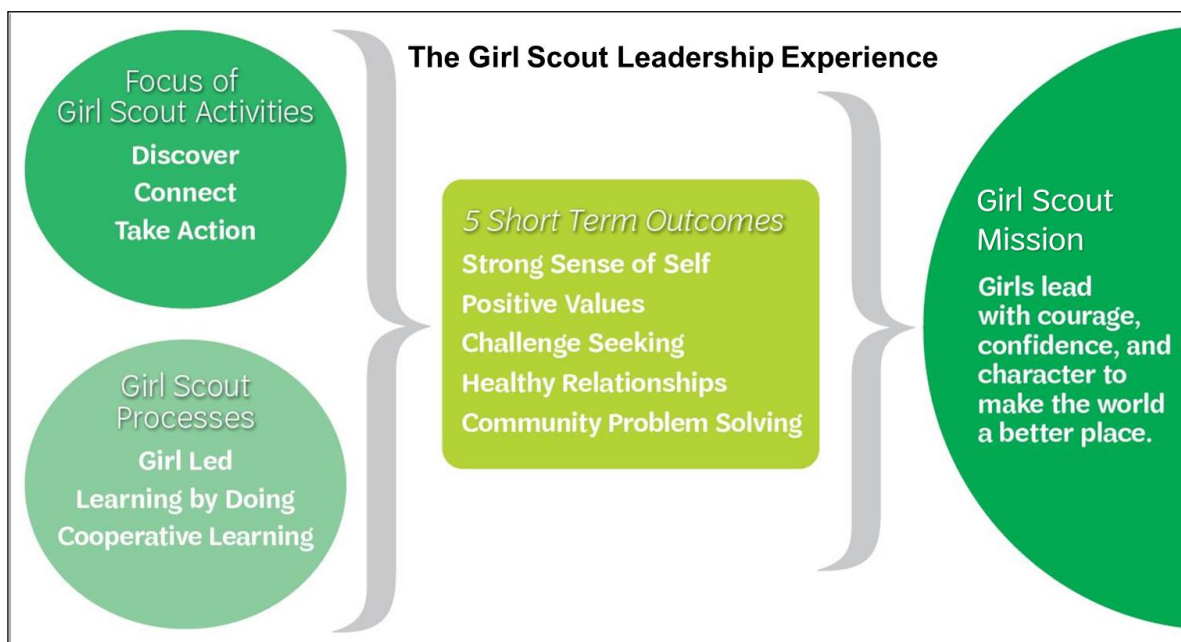 The Girl Scout Leadership Experience
Focus of
Girl Scout Activities
Discover
Connect
Take Action
Girl Scout
Processes
Girl Led
Learning by Doing
Cooperative Learning
5 Short Term Outcomes
Strong Sense of Self
Positive Values
Challenge Seeking
Healthy Relationships
Community Problem Solving
Girl Scout
Mission
Girls lead
with courage,
confidence, and
character to
make the world
a better place.